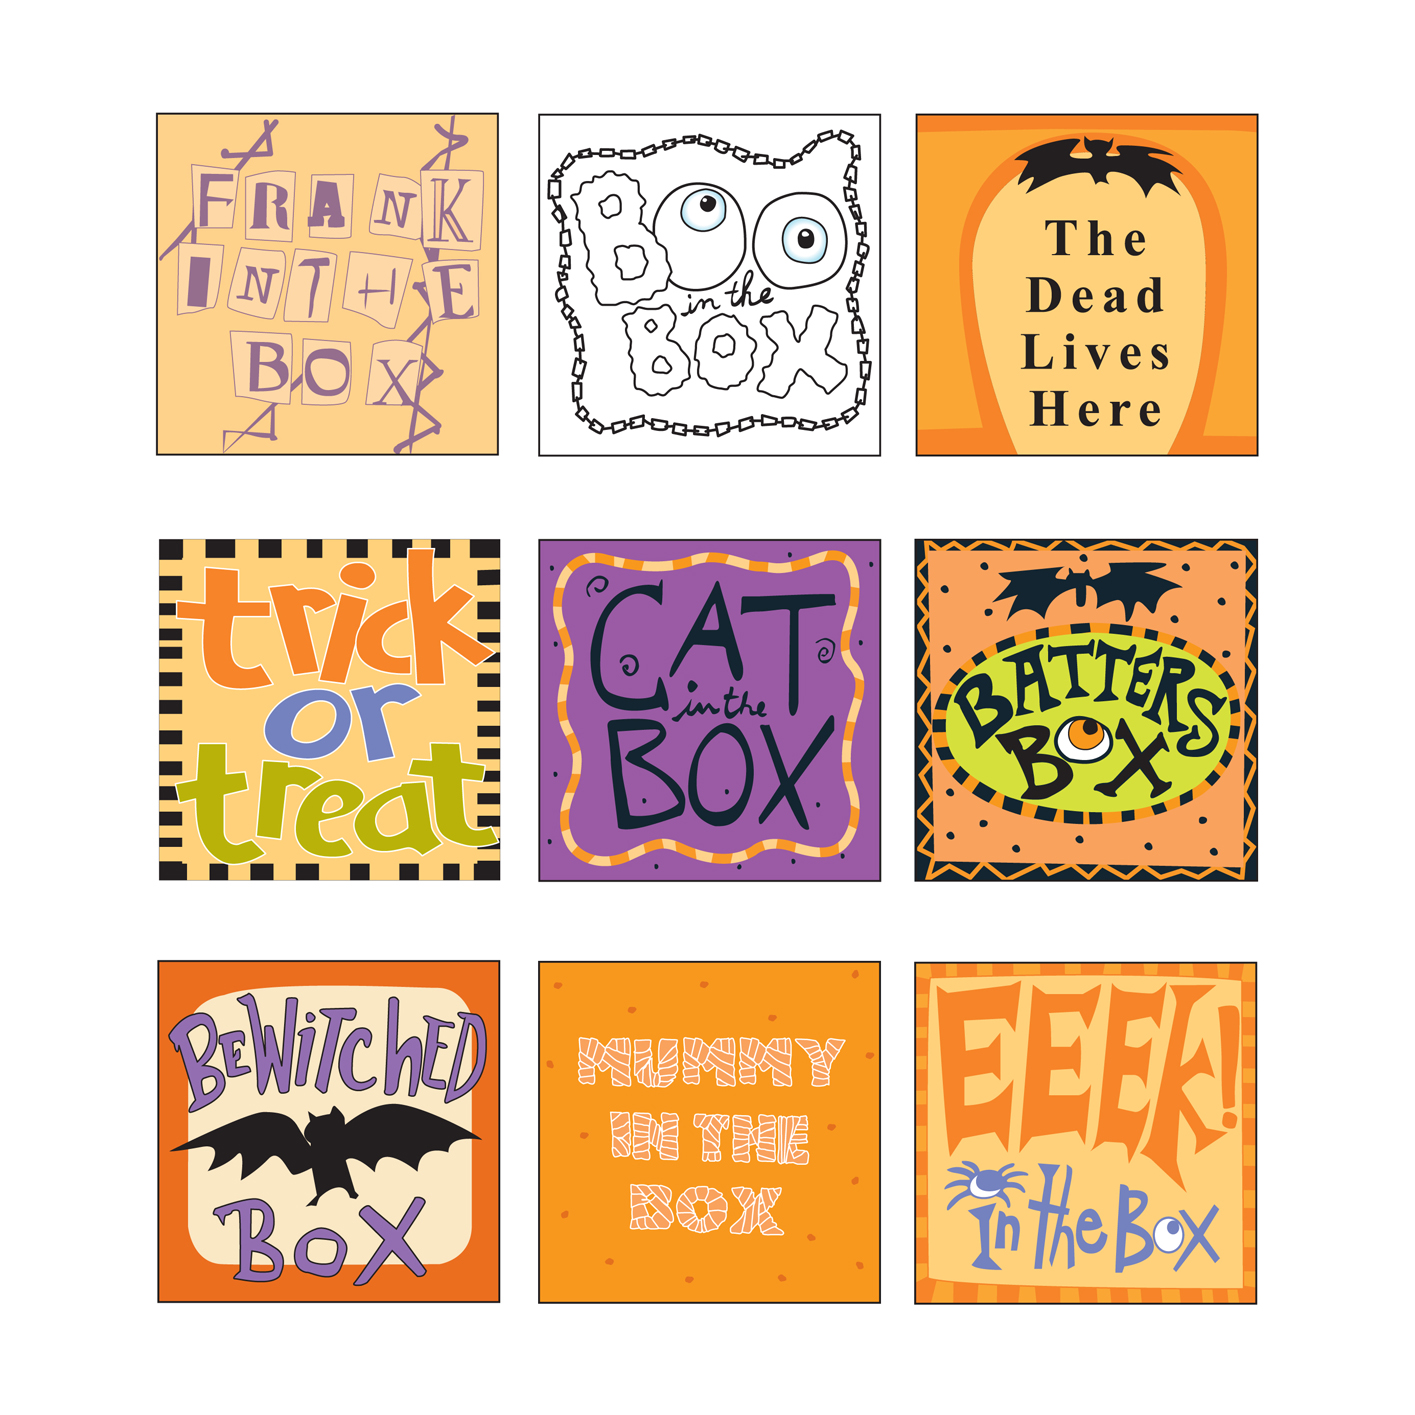 FRANK
IN THE
BOX
BOO
in the
BOX
The
Dead
Lives
Here
trick
or
treat
CAT
in the
BOX
BATTERS
BOX
BeWiTcHED
BoX
MUMMY
IN THE
BOX
EEEK!
In the Box